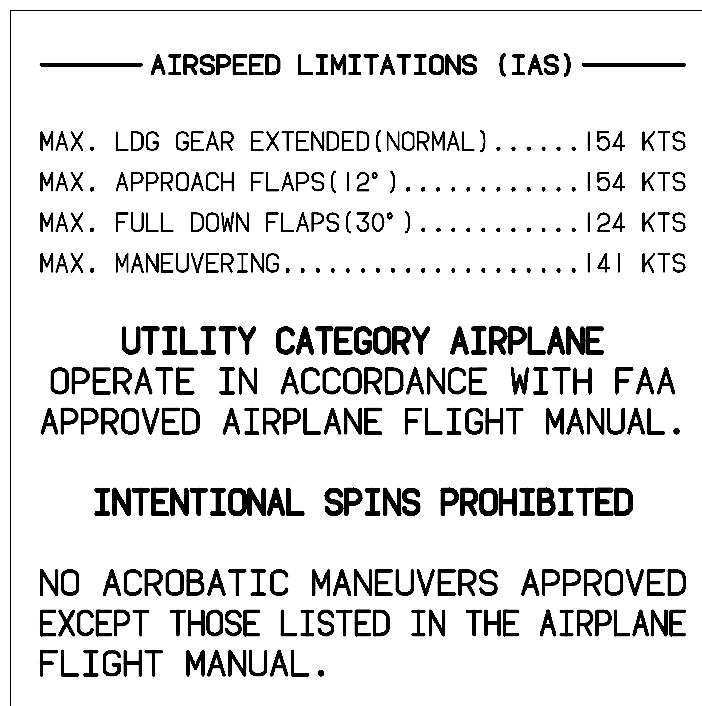 AIRSPEED LIMITATIONS (IAS)
MAX. LDG GEAR EXTENDED(NORMAL)......154 KTS
MAX. APPROACH FLAPS(12°)............154 KTS
MAX. FULL DOWN FLAPS(30°)...........124 KTS
MAX. MANEUVERING....................141 KTS
UTILITY CATEGORY AIRPLANE
OPERATE IN ACCORDANCE WITH FAA
APPROVED AIRPLANE FLIGHT MANUAL.
INTENTIONAL SPINS PROHIBITED
NO ACROBATIC MANEUVERS APPROVED
EXCEPT THOSE LISTED IN THE AIRPLANE
FLIGHT MANUAL.